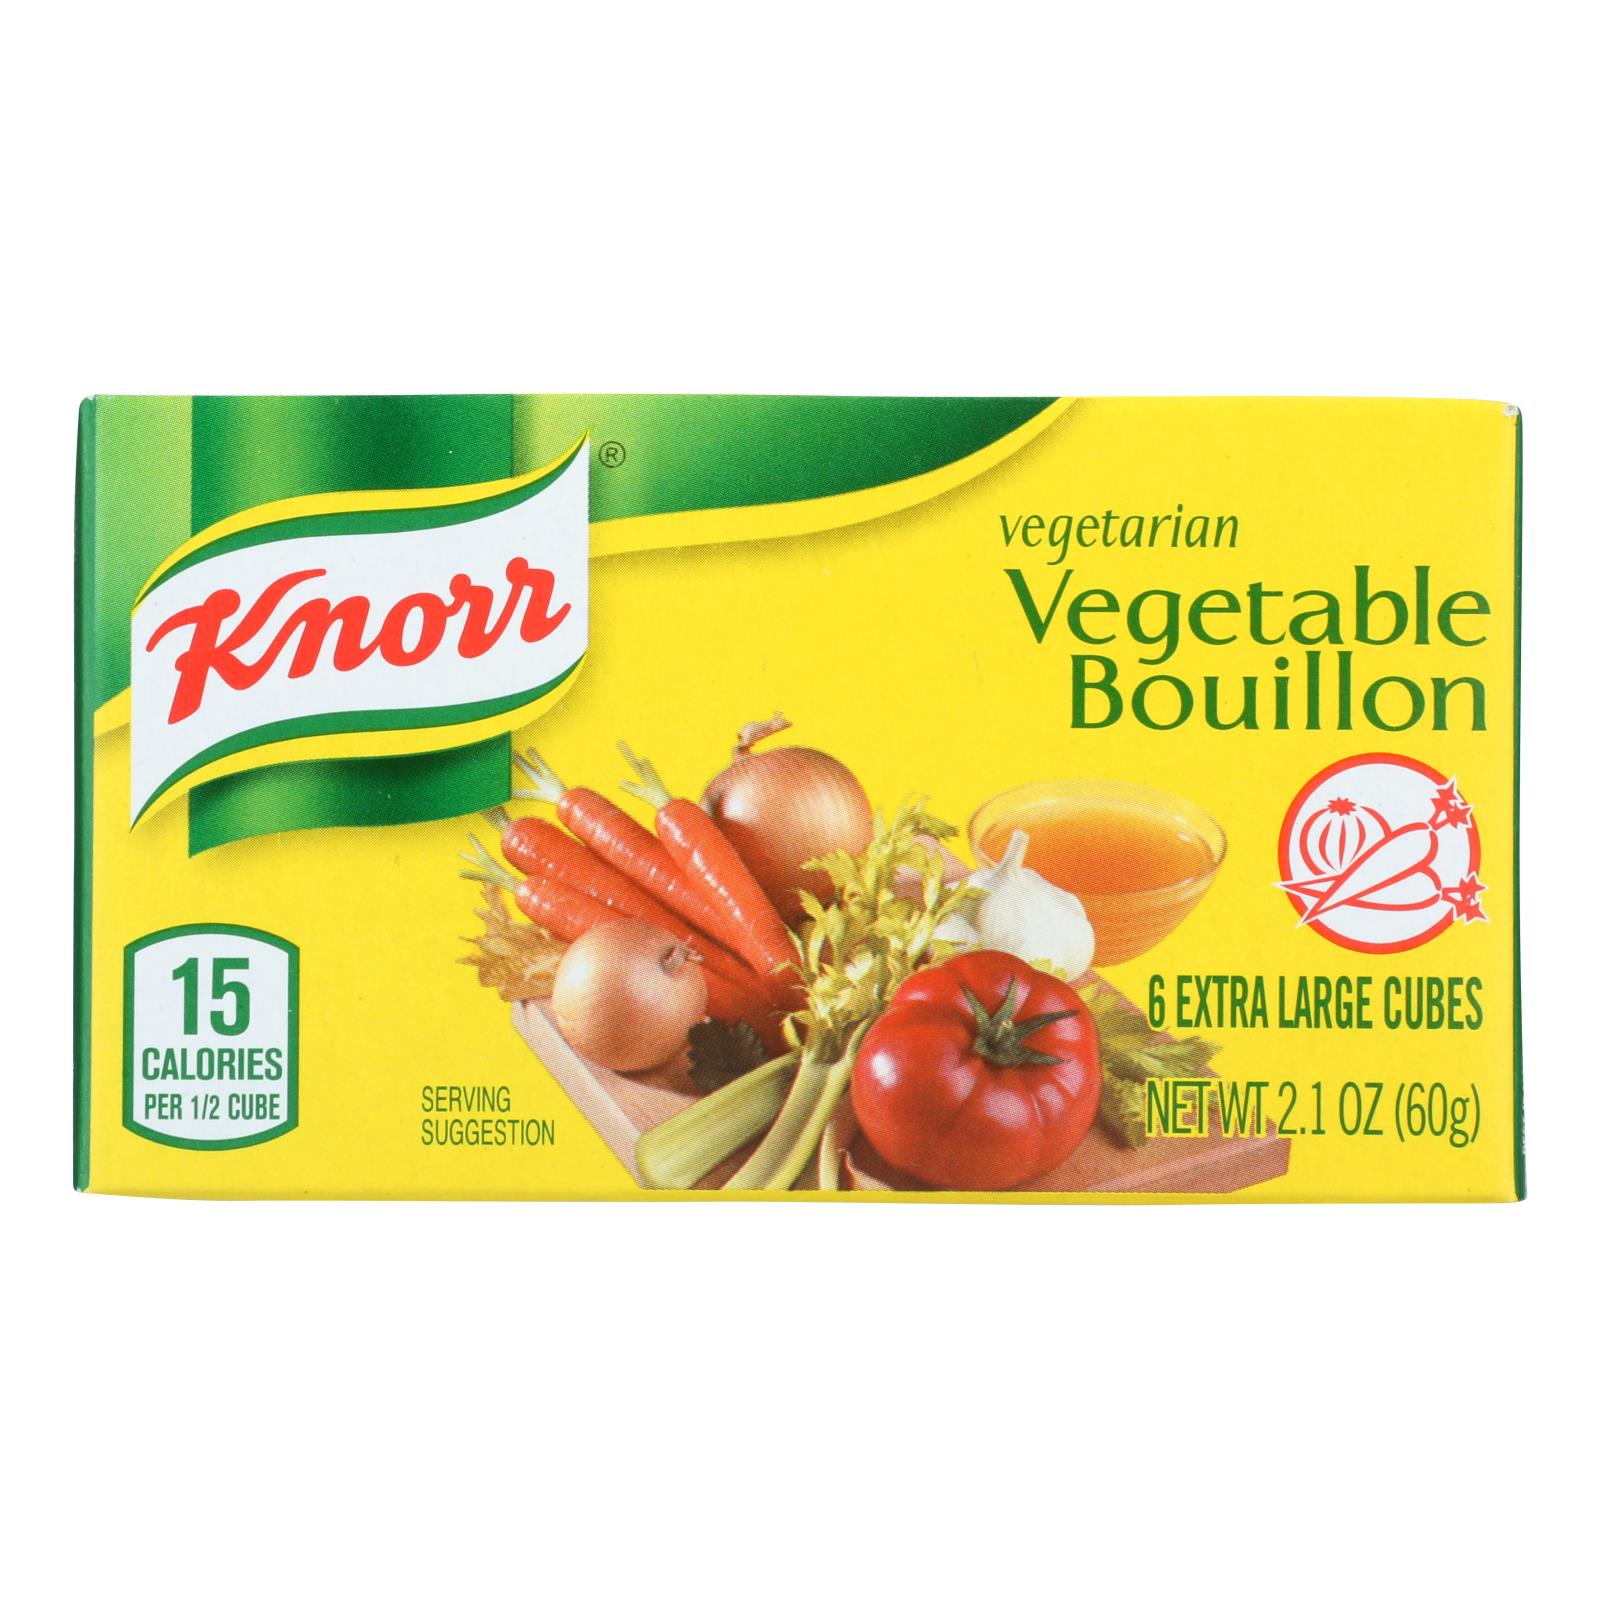 Knorr®
vegetarian
Vegetable
Bouillon
15
CALORIES
PER 1/2 CUBE
SERVING
SUGGESTION
6 EXTRA LARGE CUBES
NET WT 2.1 OZ (60g)